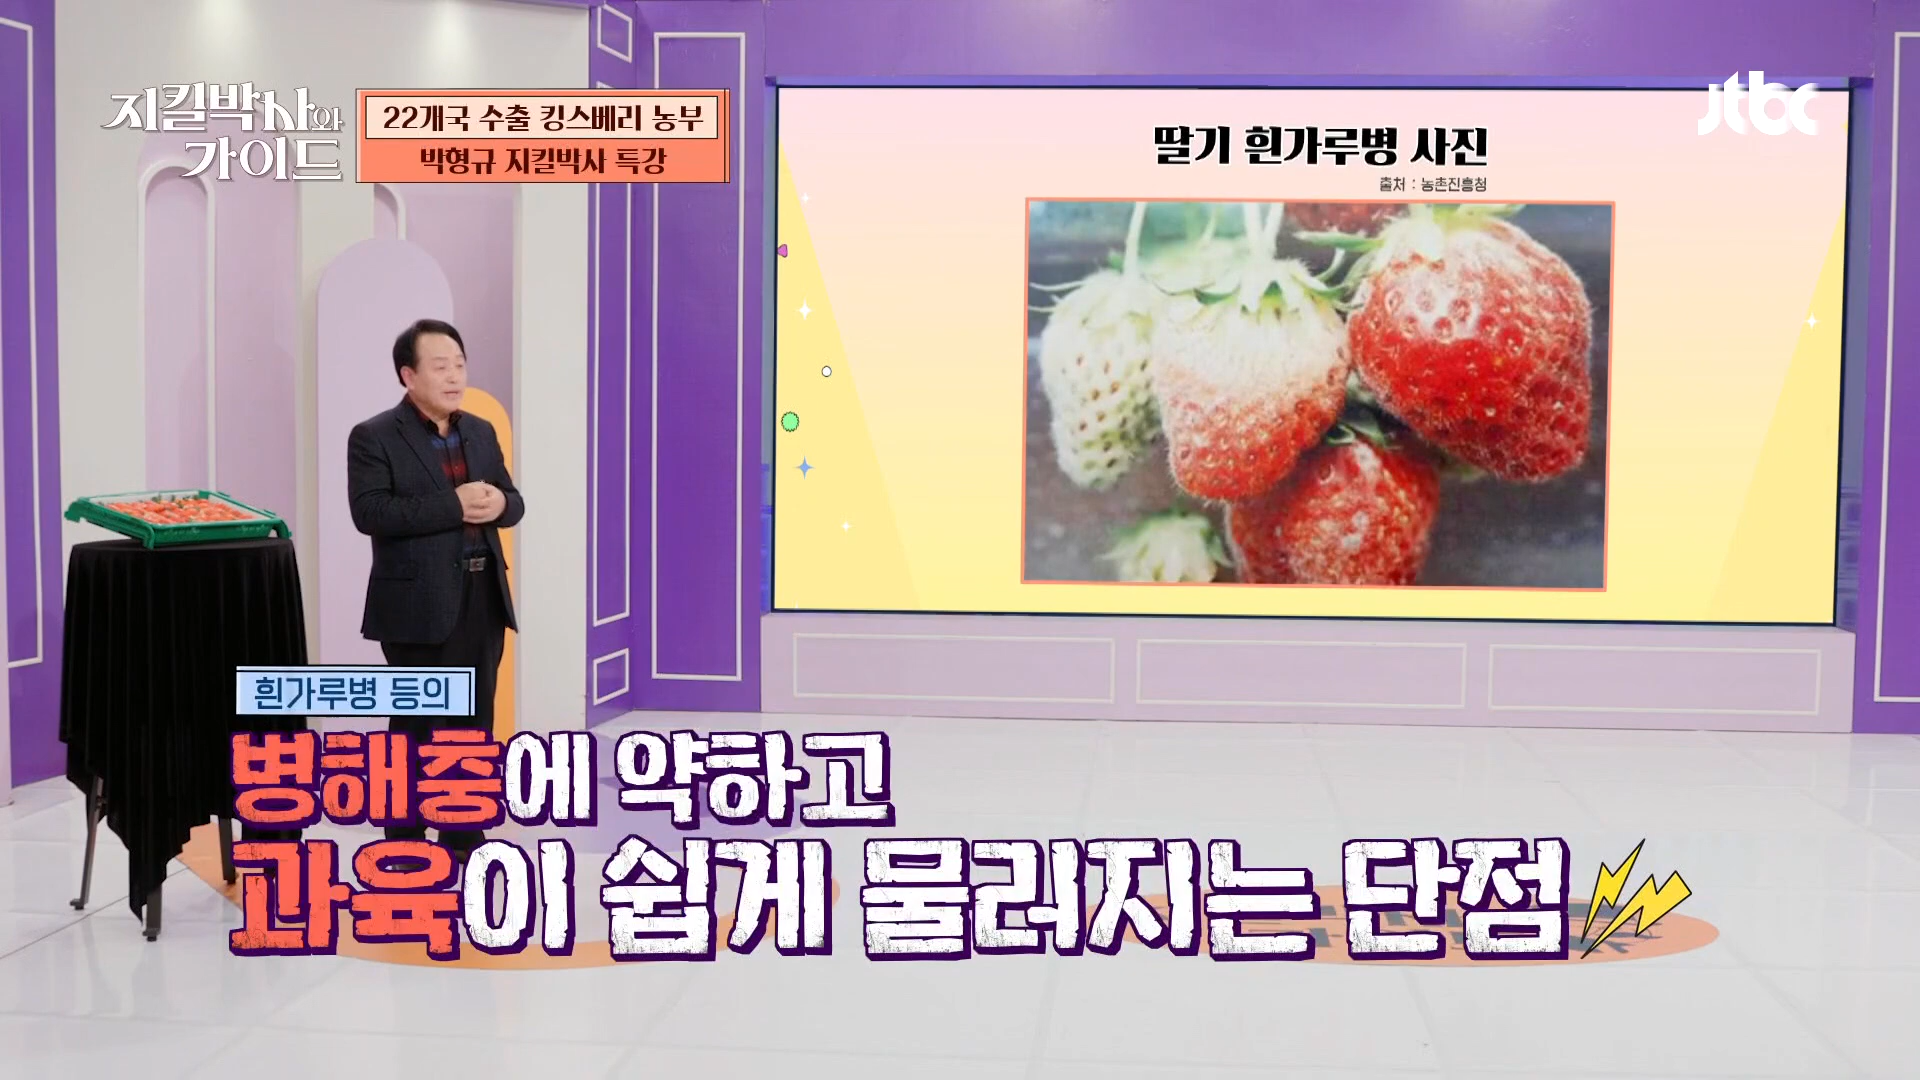 지킬박사와
가이드
22개국 수출 킹스베리 농부
박형규 지킬박사 특강
jtbc
딸기 흰가루병 사진
출처 : 농촌진흥청
흰가루병 등의
병해충에 약하고
과육이 쉽게 물러지는 단점